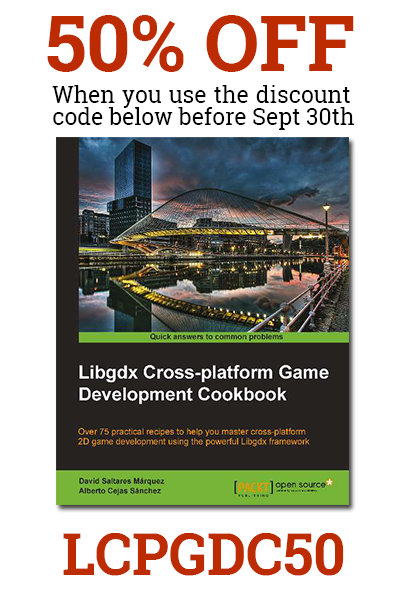 50% OFF
When you use the discount
code below before Sept 30th
Quick answers to common problems
Libgdx Cross-platform Game
Development Cookbook
Over 75 practical recipes to help you master cross-platform
2D game development using the powerful Libgdx framework
David Saltares Márquez
Alberto Cejas Sánchez
[PACKT]
PUBLISHING
open source
LCPGDC50